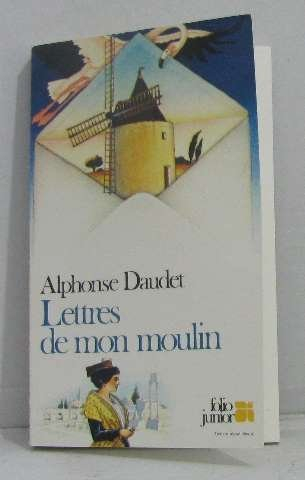 Alphonse Daudet
Lettres
de mon moulin
folio
junior